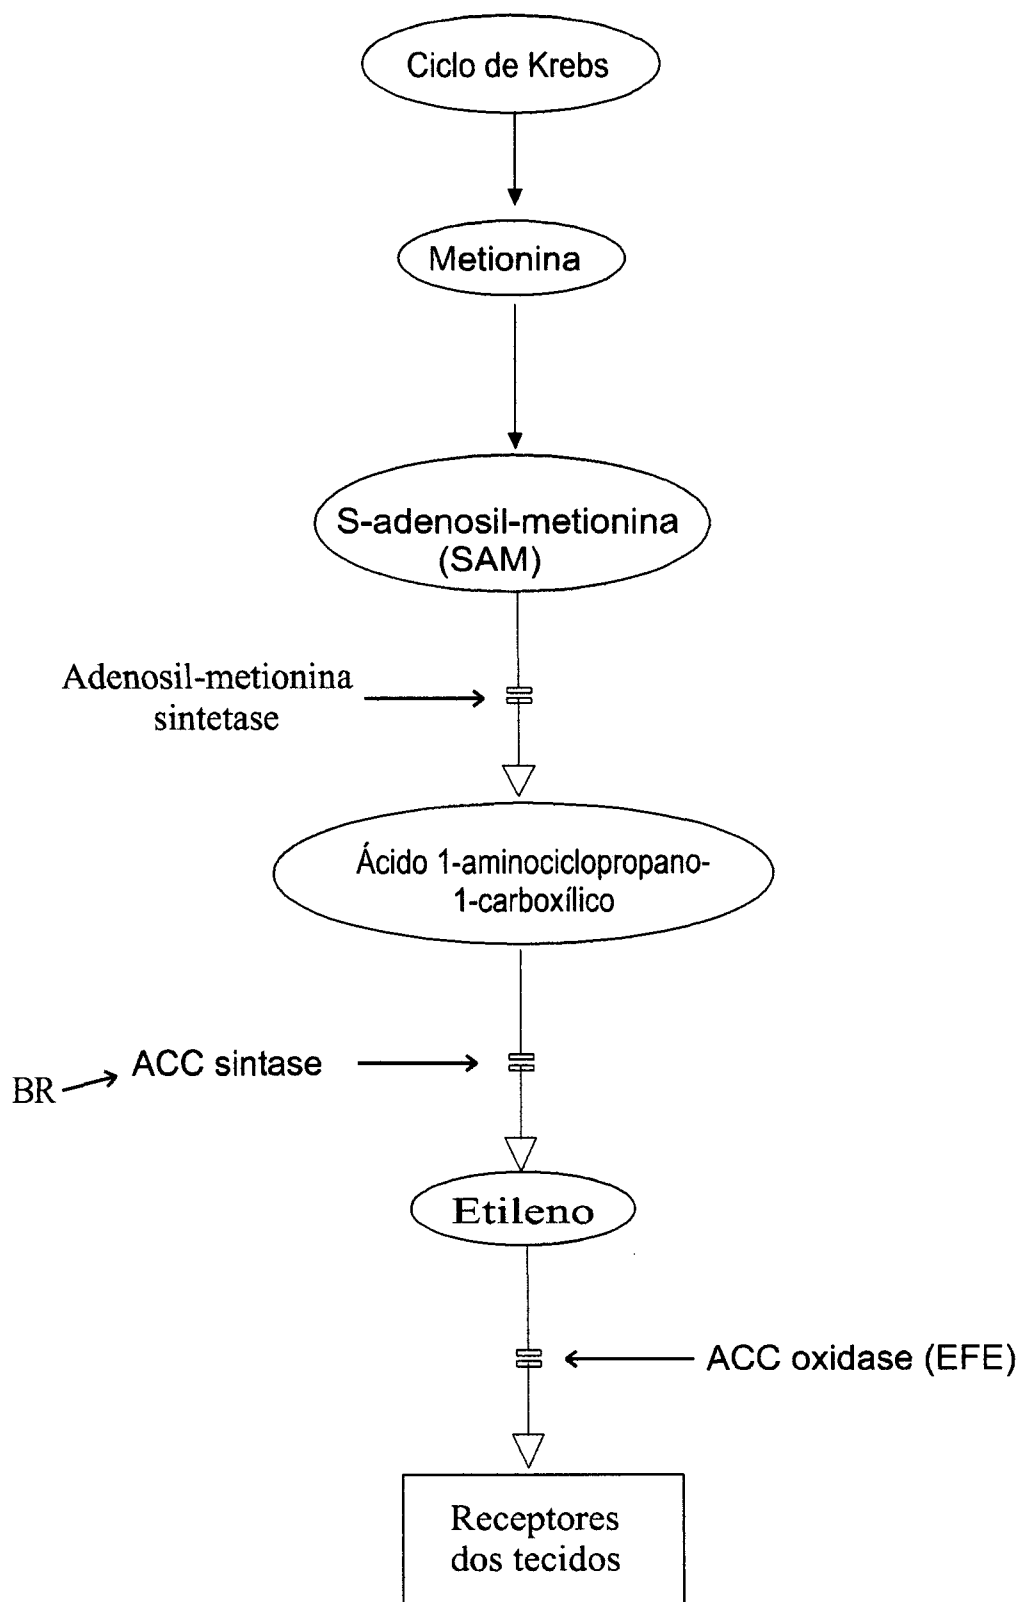 Ciclo de Krebs
Metionina
S-adenosil-metionina
(SAM)
Adenosil-metionina
sintetase
Ácido 1-aminociclopropano-
1-carboxílico
ACC sintase
BR
Etileno
ACC oxidase (EFE)
Receptores
dos tecidos